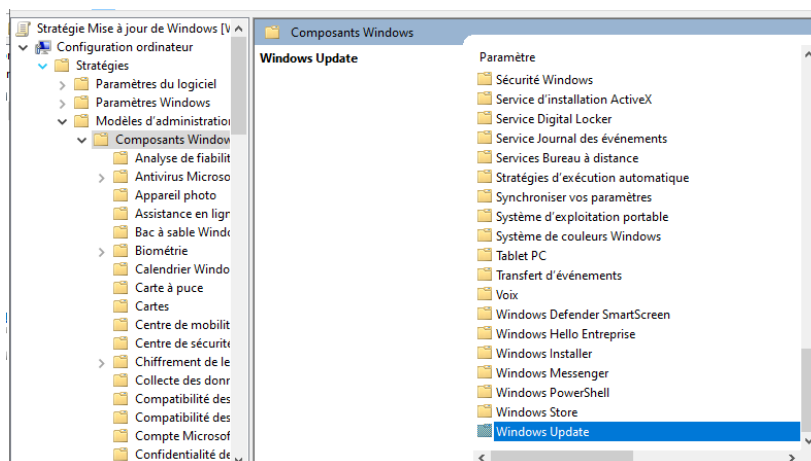 Stratégie Mise à jour de Windows [V
Configuration ordinateur
Stratégies
Paramètres du logiciel
Paramètres Windows
Modèles d'administration
Composants Window
Analyse de fiabilit
Antivirus Microso
Appareil photo
Assistance en lign
Bac à sable Windo
Biométrie
Calendrier Windo
Carte à puce
Cartes
Centre de mobilit
Centre de sécurité
Chiffrement de le
Collecte des donn
Compatibilité des
Compatibilité des
Compte Microsof
Confidentialité de
Composants Windows
Windows Update
Paramètre
Sécurité Windows
Service d'installation ActiveX
Service Digital Locker
Service Journal des événements
Services Bureau à distance
Stratégies d'exécution automatique
Synchroniser vos paramètres
Système d'exploitation portable
Système de couleurs Windows
Tablet PC
Transfert d'événements
Voix
Windows Defender SmartScreen
Windows Hello Entreprise
Windows Installer
Windows Messenger
Windows PowerShell
Windows Store
Windows Update